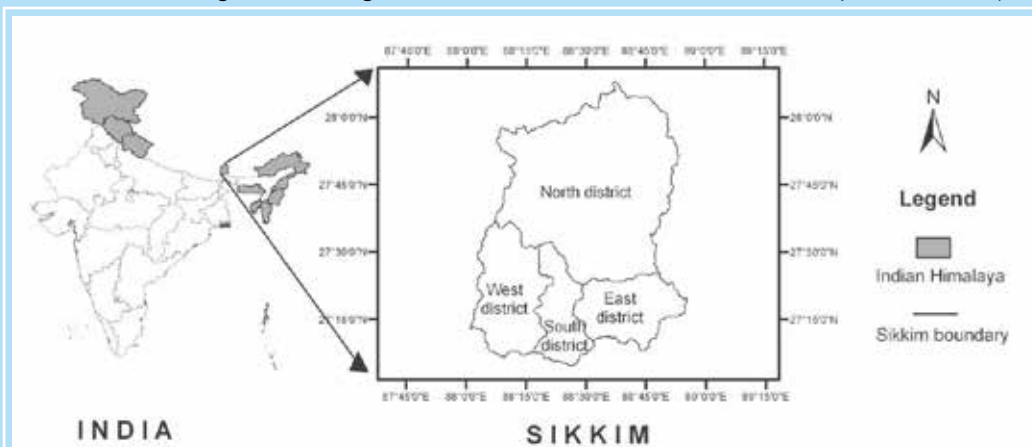 87°45'0"E 88°0'0"E 88°15'0"E 88°30'0"E 88°45'0"E 89°0'0"E 89°15'0"E
N
28°0'0"N 28°0'0"N
27°45'0"N 27°45'0"N
North district
Legend
27°30'0"N 27°30'0"N
Indian Himalaya
West
district
East
district
27°15'0"N 27°15'0"N
South
district
Sikkim boundary
87°45'0"E 88°0'0"E 88°15'0"E 88°30'0"E 88°45'0"E 89°0'0"E 89°15'0"E
INDIA
SIKKIM